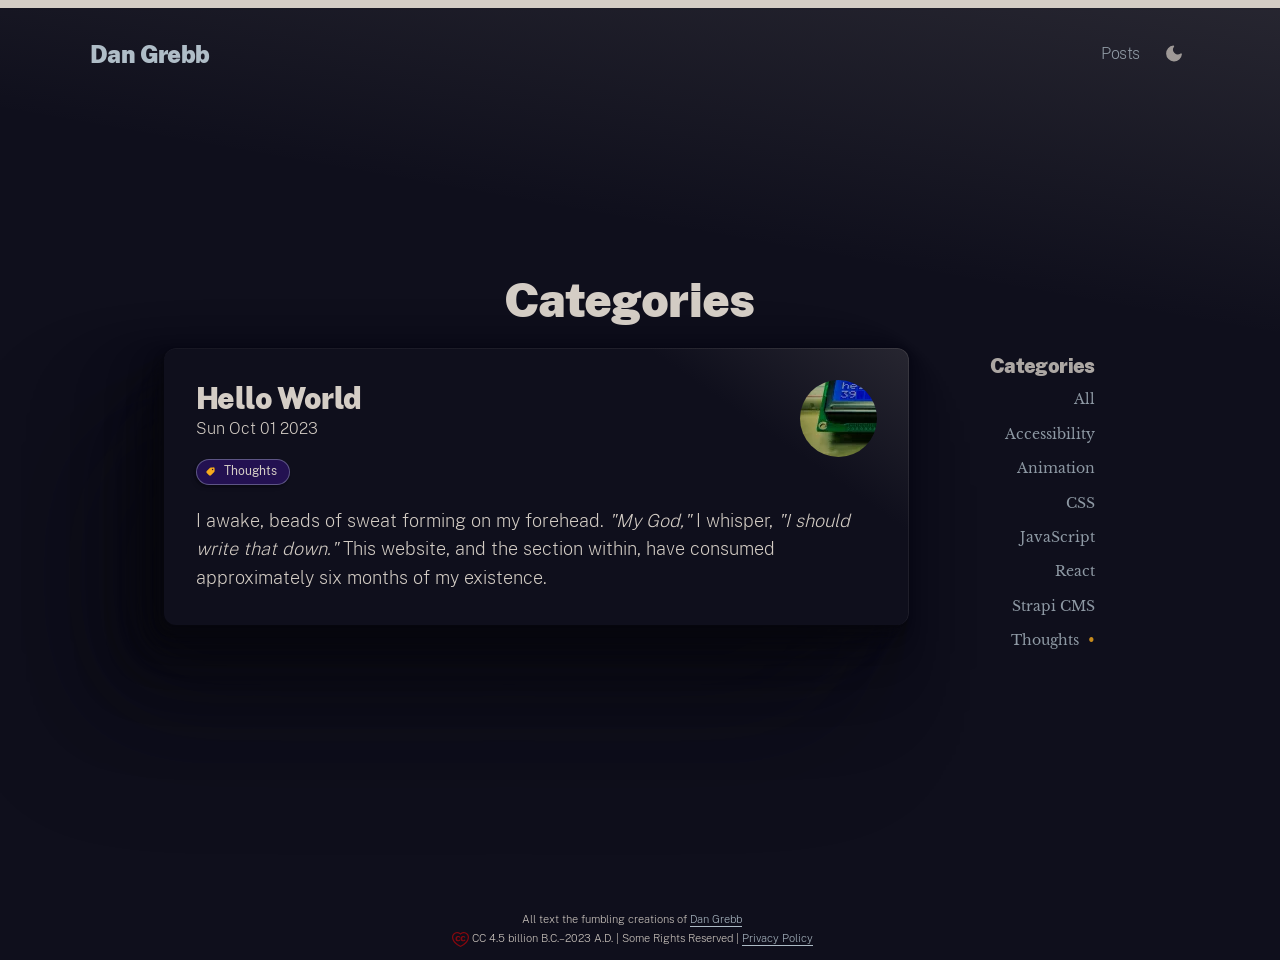 Dan Grebb
Posts
Categories
Hello World
Sun Oct 01 2023
Thoughts
I awake, beads of sweat forming on my forehead. "My God," I whisper, "I should
write that down." This website, and the section within, have consumed
approximately six months of my existence.
Categories
All
Accessibility
Animation
CSS
JavaScript
React
Strapi CMS
Thoughts •
All text the fumbling creations of Dan Grebb
CC 4.5 billion B.C.–2023 A.D. | Some Rights Reserved | Privacy Policy